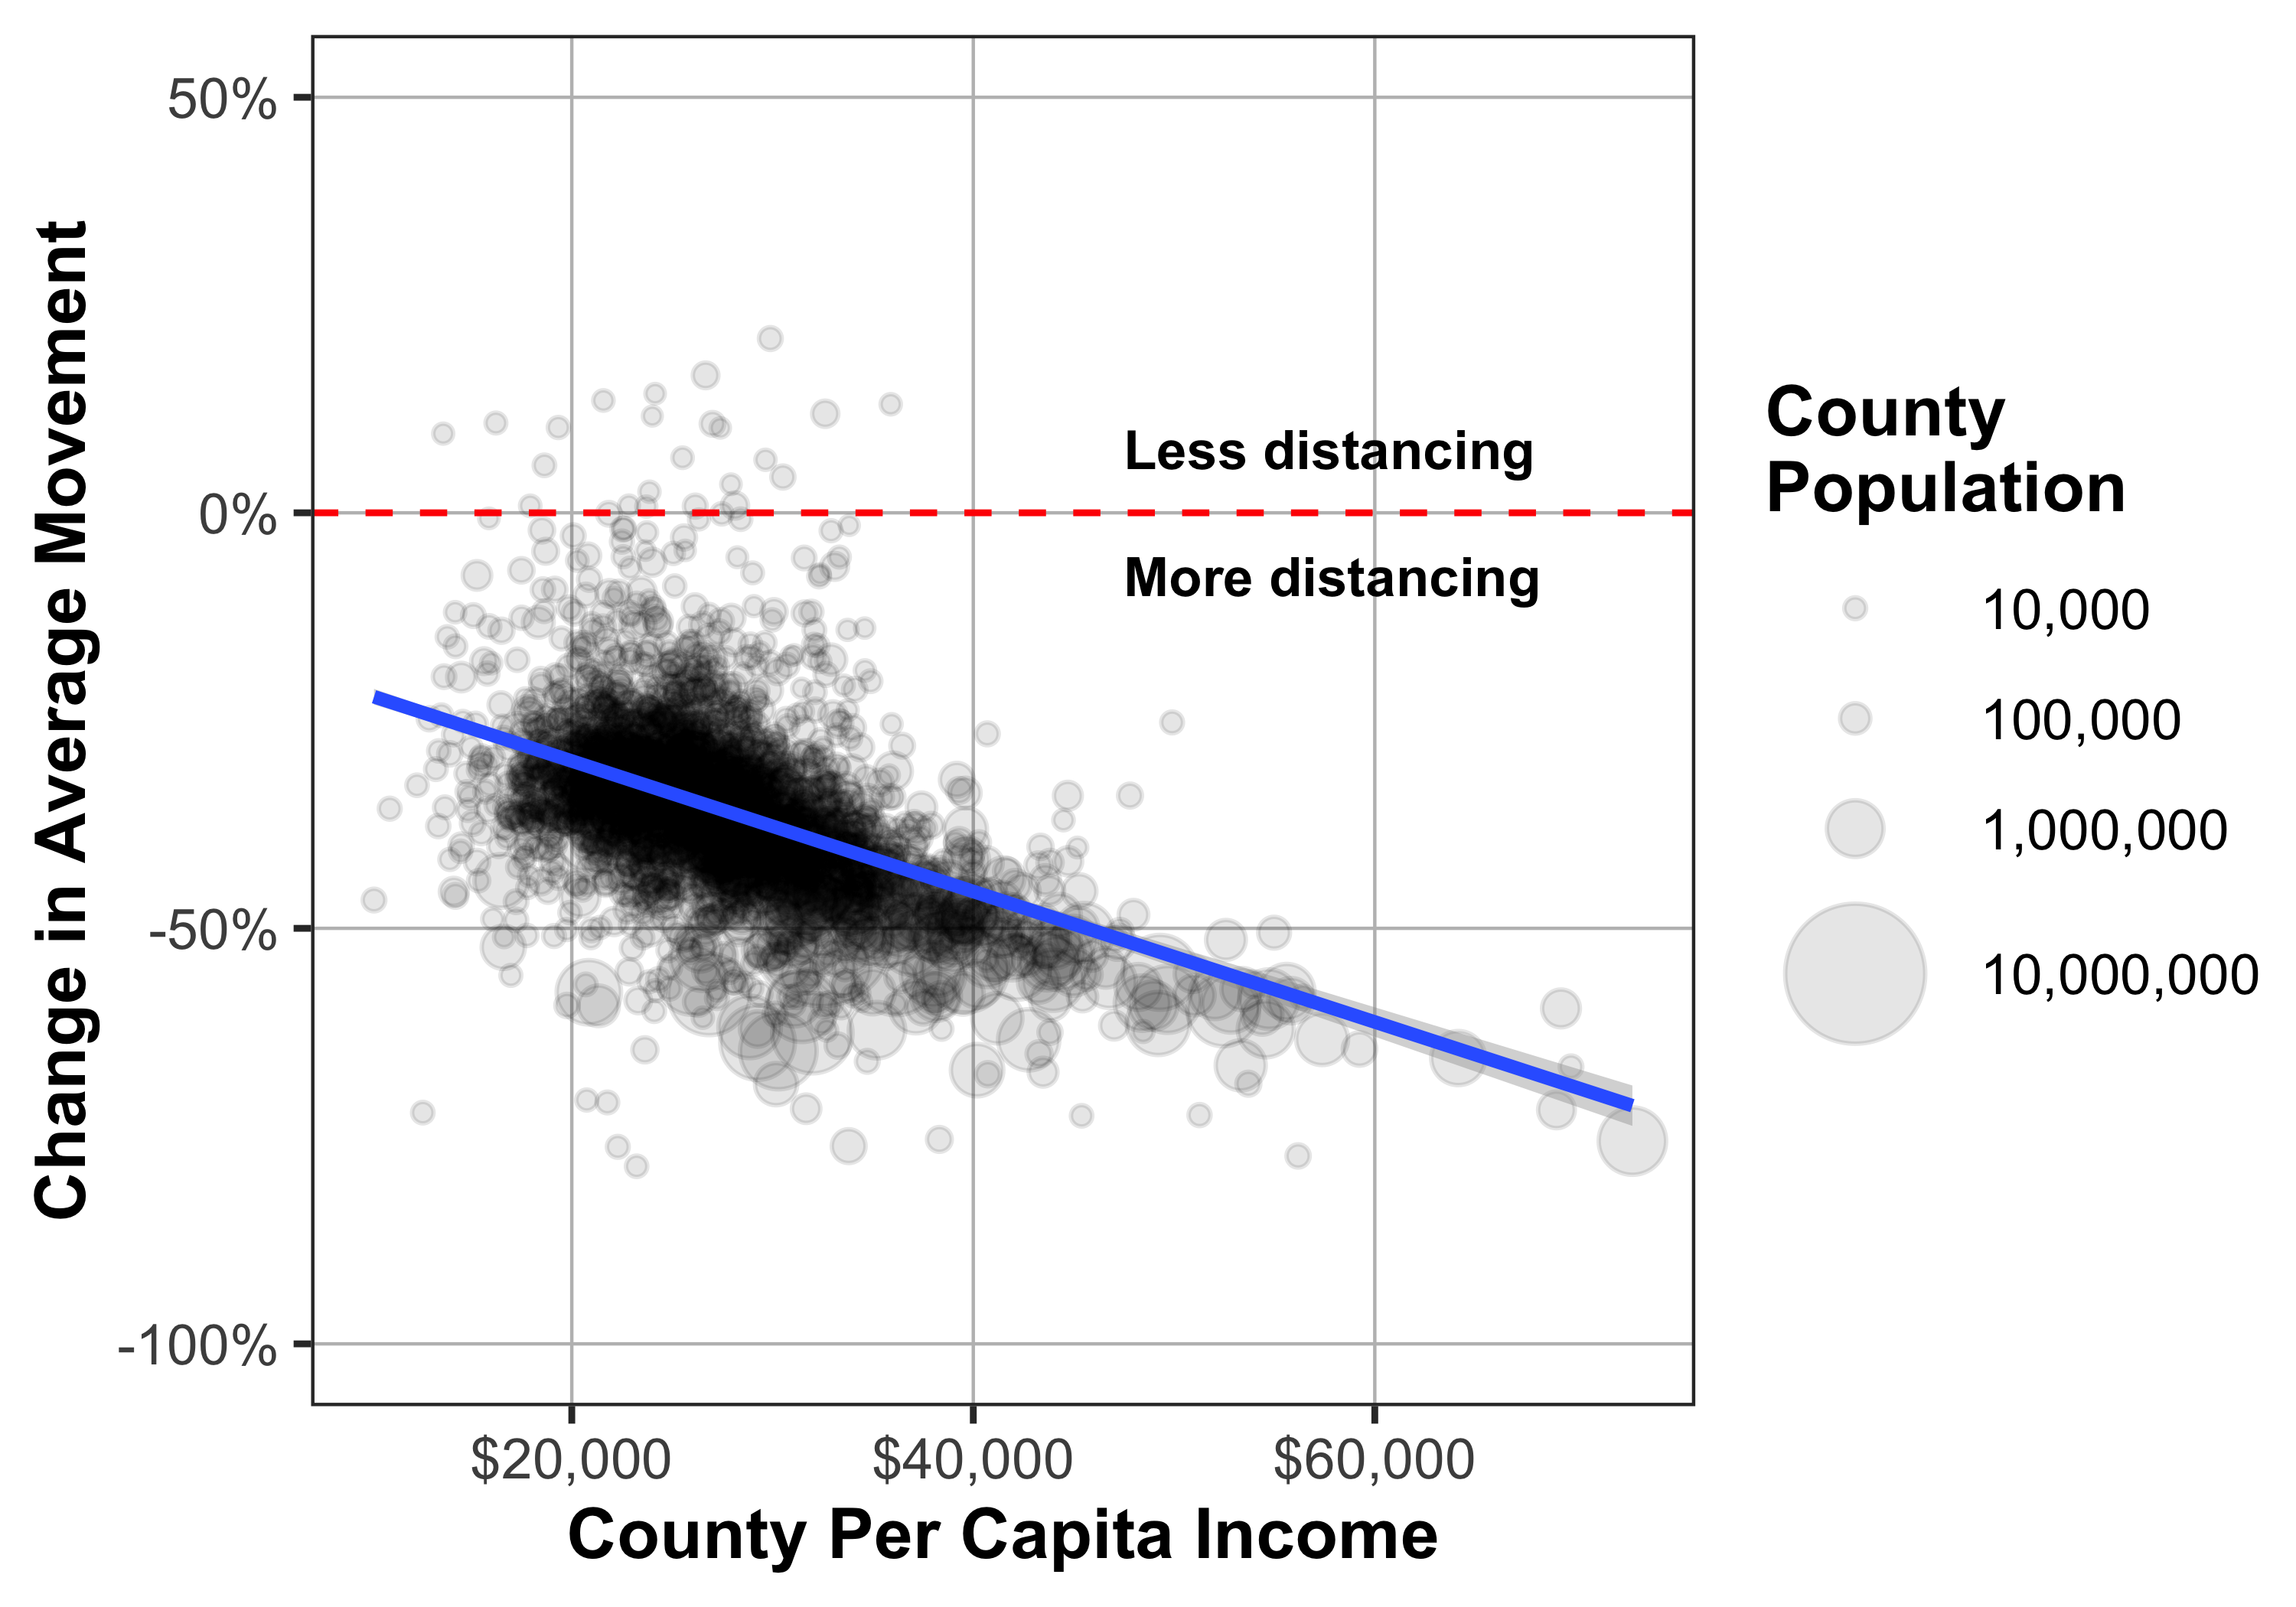 Change in Average Movement
50%
0%
-50%
-100%
Less distancing
More distancing
$20,000
$40,000
$60,000
County Per Capita Income
County
Population
10,000
100,000
1,000,000
10,000,000